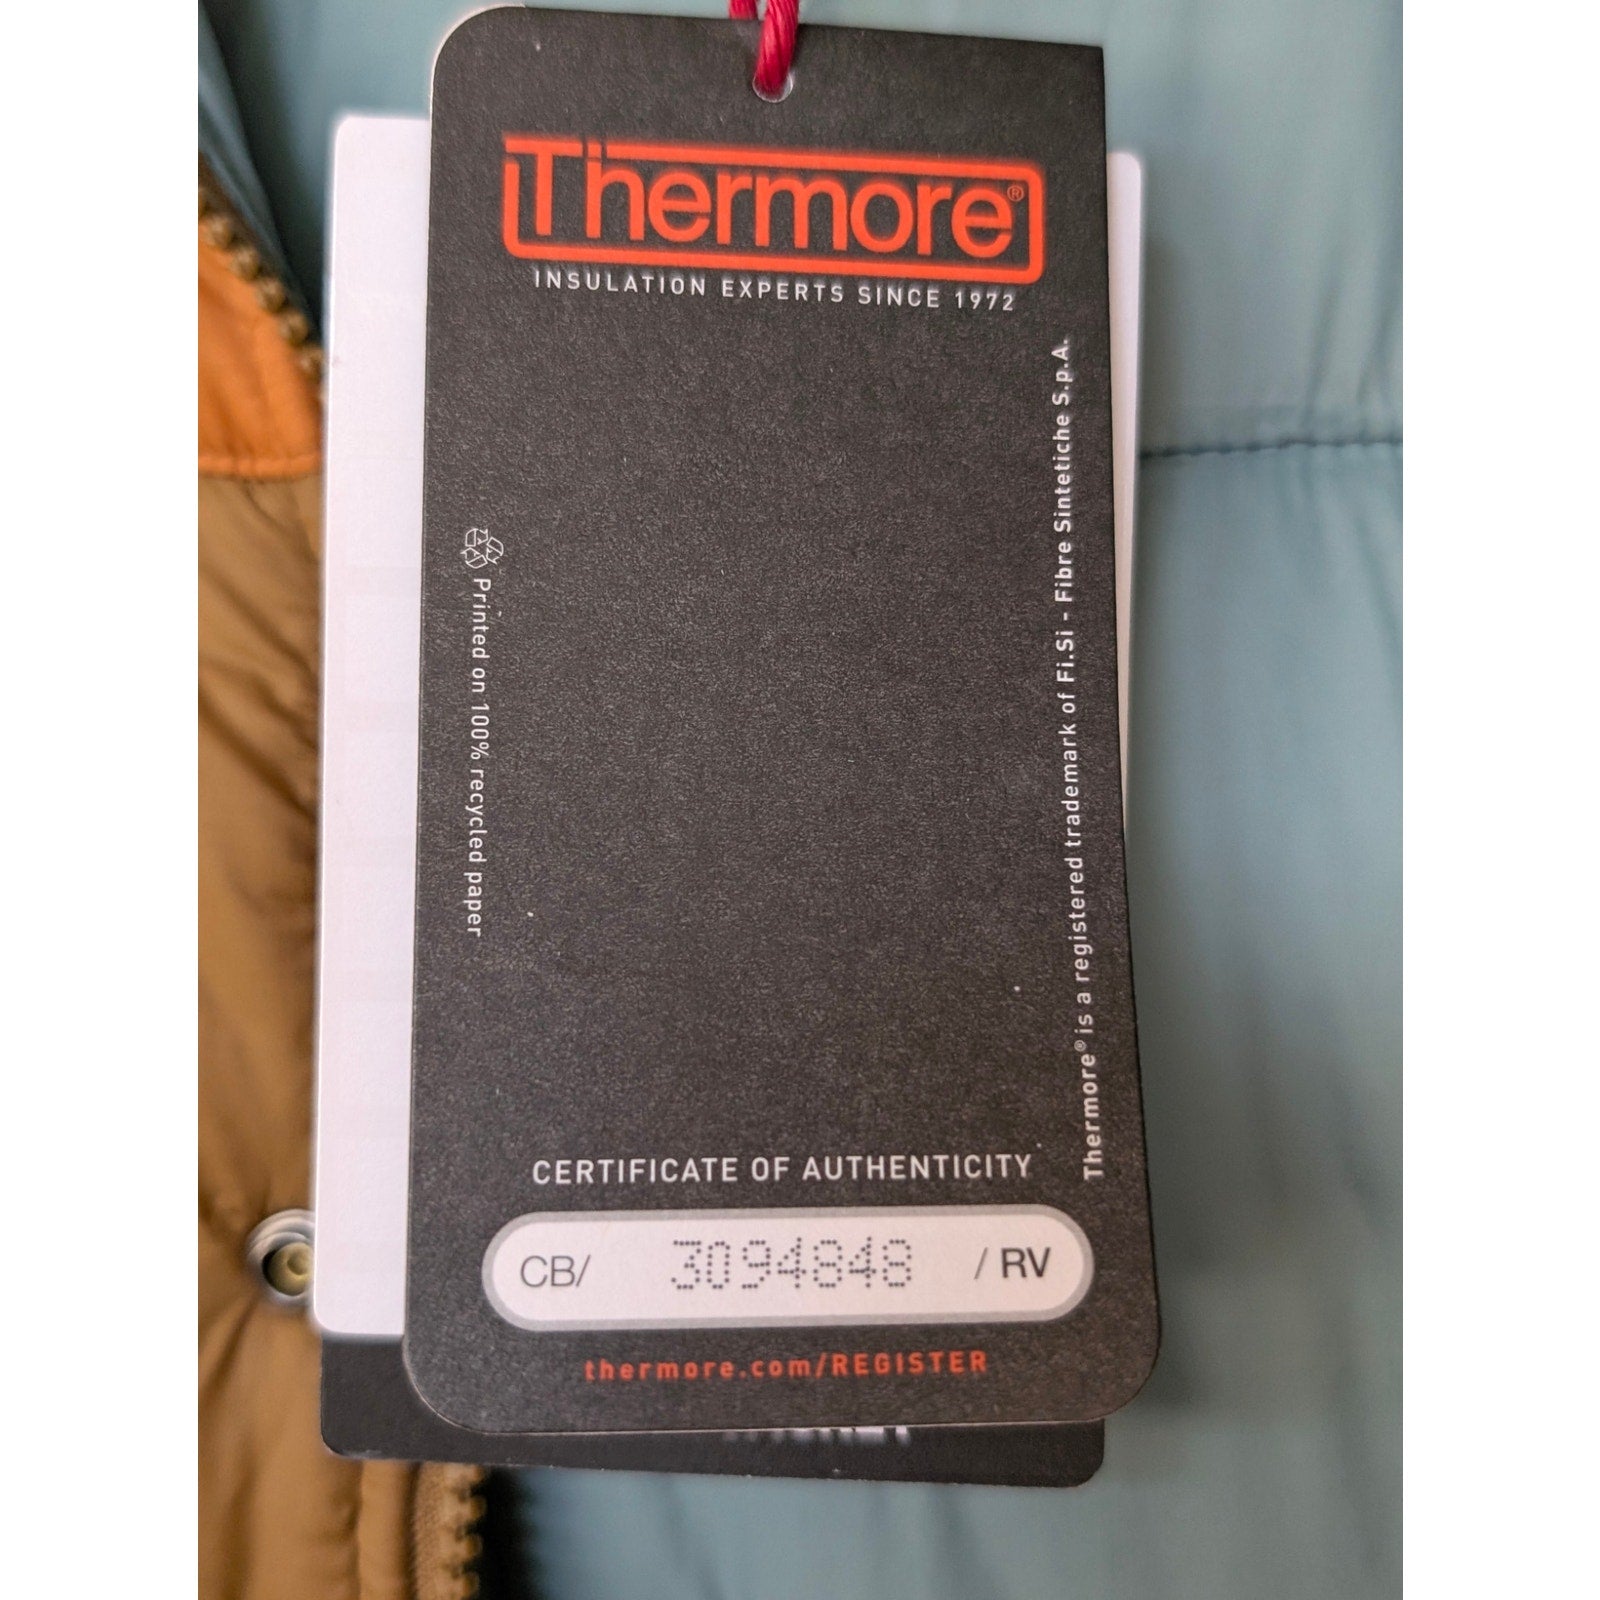 Thermore®
INSULATION EXPERTS SINCE 1972
Printed on 100% recycled paper
Thermore® is a registered trademark of Fi.Si - Fibre Sintetiche S.p.A.
CERTIFICATE OF AUTHENTICITY
CB/ 3094848 / RV
thermore.com/REGISTER